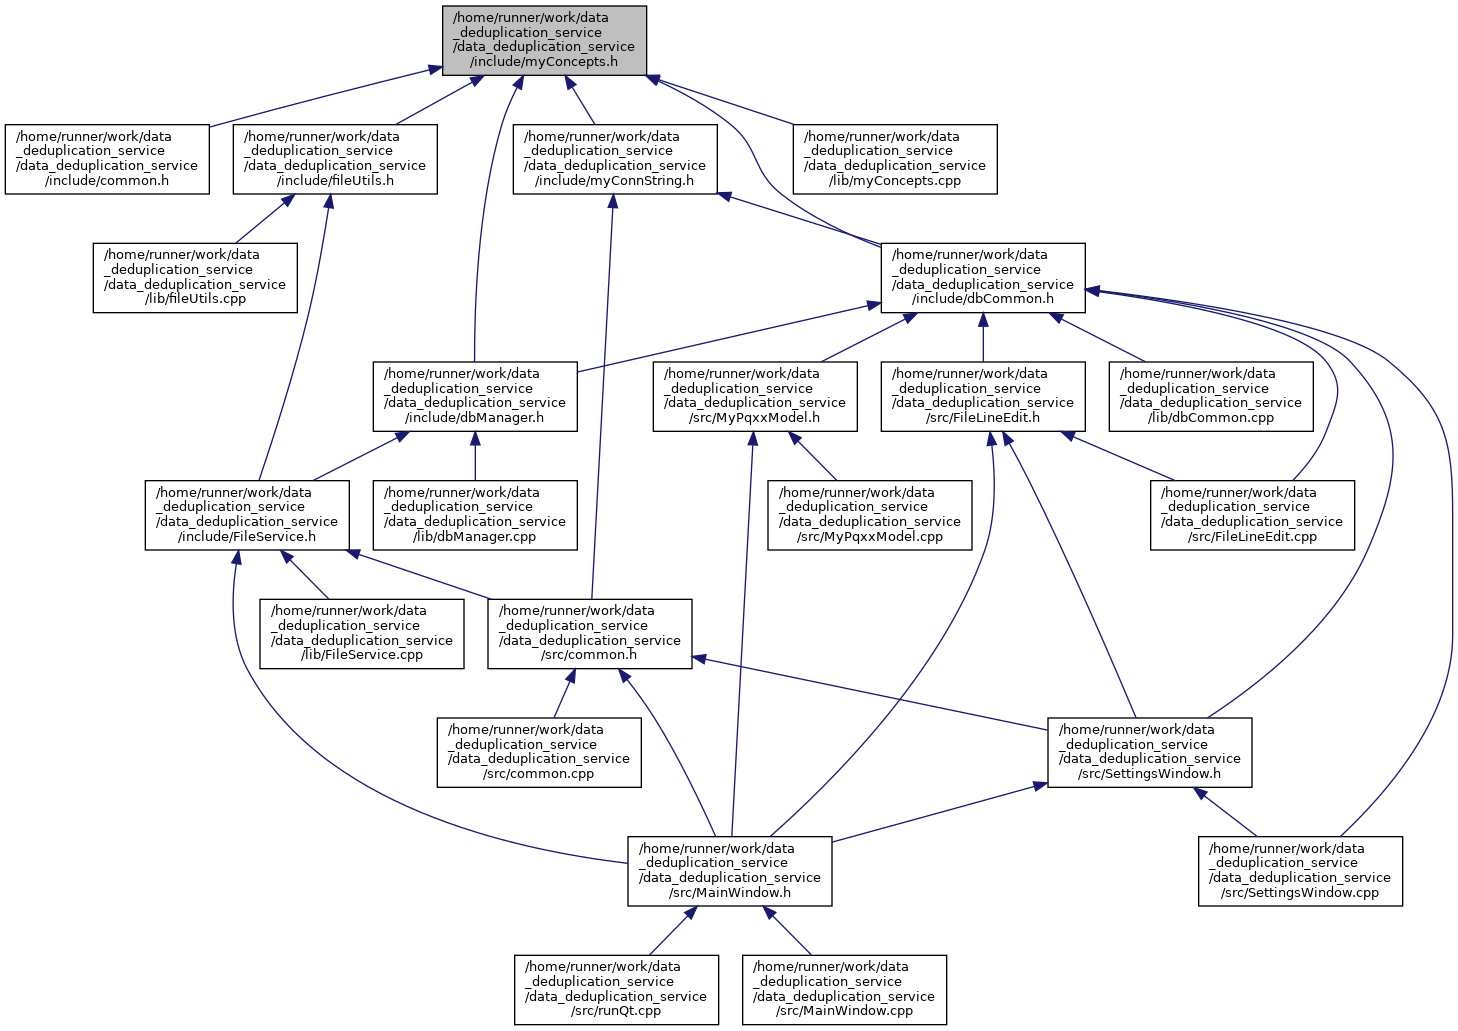 /home/runner/work/data
_deduplication_service
/data_deduplication_service
/include/myConcepts.h
/home/runner/work/data
_deduplication_service
/data_deduplication_service
/include/common.h
/home/runner/work/data
_deduplication_service
/data_deduplication_service
/include/fileUtils.h
/home/runner/work/data
_deduplication_service
/data_deduplication_service
/include/myConnString.h
/home/runner/work/data
_deduplication_service
/data_deduplication_service
/lib/myConcepts.cpp
/home/runner/work/data
_deduplication_service
/data_deduplication_service
/lib/fileUtils.cpp
/home/runner/work/data
_deduplication_service
/data_deduplication_service
/include/dbCommon.h
/home/runner/work/data
_deduplication_service
/data_deduplication_service
/include/dbManager.h
/home/runner/work/data
_deduplication_service
/data_deduplication_service
/src/MyPqxxModel.h
/home/runner/work/data
_deduplication_service
/data_deduplication_service
/src/FileLineEdit.h
/home/runner/work/data
_deduplication_service
/data_deduplication_service
/lib/dbCommon.cpp
/home/runner/work/data
_deduplication_service
/data_deduplication_service
/include/FileService.h
/home/runner/work/data
_deduplication_service
/data_deduplication_service
/lib/dbManager.cpp
/home/runner/work/data
_deduplication_service
/data_deduplication_service
/src/MyPqxxModel.cpp
/home/runner/work/data
_deduplication_service
/data_deduplication_service
/src/FileLineEdit.cpp
/home/runner/work/data
_deduplication_service
/data_deduplication_service
/lib/FileService.cpp
/home/runner/work/data
_deduplication_service
/data_deduplication_service
/src/common.h
/home/runner/work/data
_deduplication_service
/data_deduplication_service
/src/common.cpp
/home/runner/work/data
_deduplication_service
/data_deduplication_service
/src/SettingsWindow.h
/home/runner/work/data
_deduplication_service
/data_deduplication_service
/src/MainWindow.h
/home/runner/work/data
_deduplication_service
/data_deduplication_service
/src/SettingsWindow.cpp
/home/runner/work/data
_deduplication_service
/data_deduplication_service
/src/runQt.cpp
/home/runner/work/data
_deduplication_service
/data_deduplication_service
/src/MainWindow.cpp